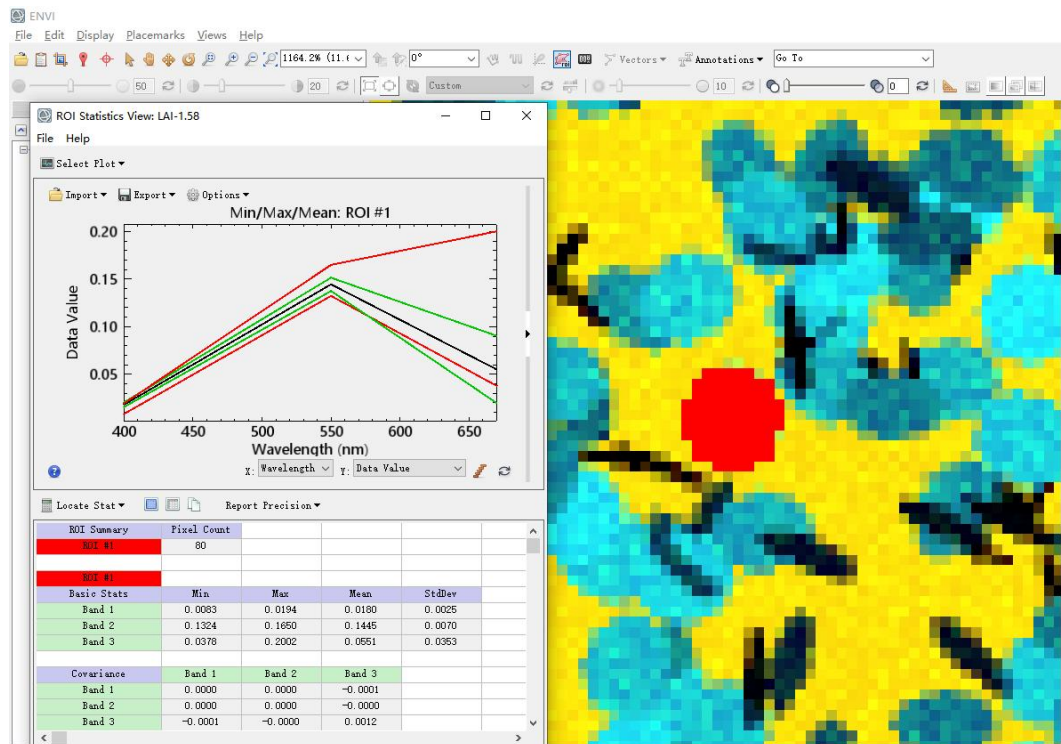 ENVI
File Edit Display Placemarks Views Help
1164.2% (11.6 0° Vectors Annotations Go To
50 20 Custom 10 0
ROI Statistics View: LAI-1.58
File Help
Select Plot
Import Export Options
Min/Max/Mean: ROI #1
0.20
0.15
0.10
0.05
Data Value
400 450 500 550 600 650
Wavelength (nm)
X: Wavelength Y: Data Value
Locate Stat Report Precision
ROI Summary Pixel Count
ROI #1 80
ROI #1
Basic Stats Min Max Mean StdDev
Band 1 0.0083 0.0194 0.0180 0.0025
Band 2 0.1324 0.1650 0.1445 0.0070
Band 3 0.0378 0.2002 0.0551 0.0353
Covariance Band 1 Band 2 Band 3
Band 1 0.0000 0.0000 -0.0001
Band 2 0.0000 0.0000 -0.0000
Band 3 -0.0001 -0.0000 0.0012